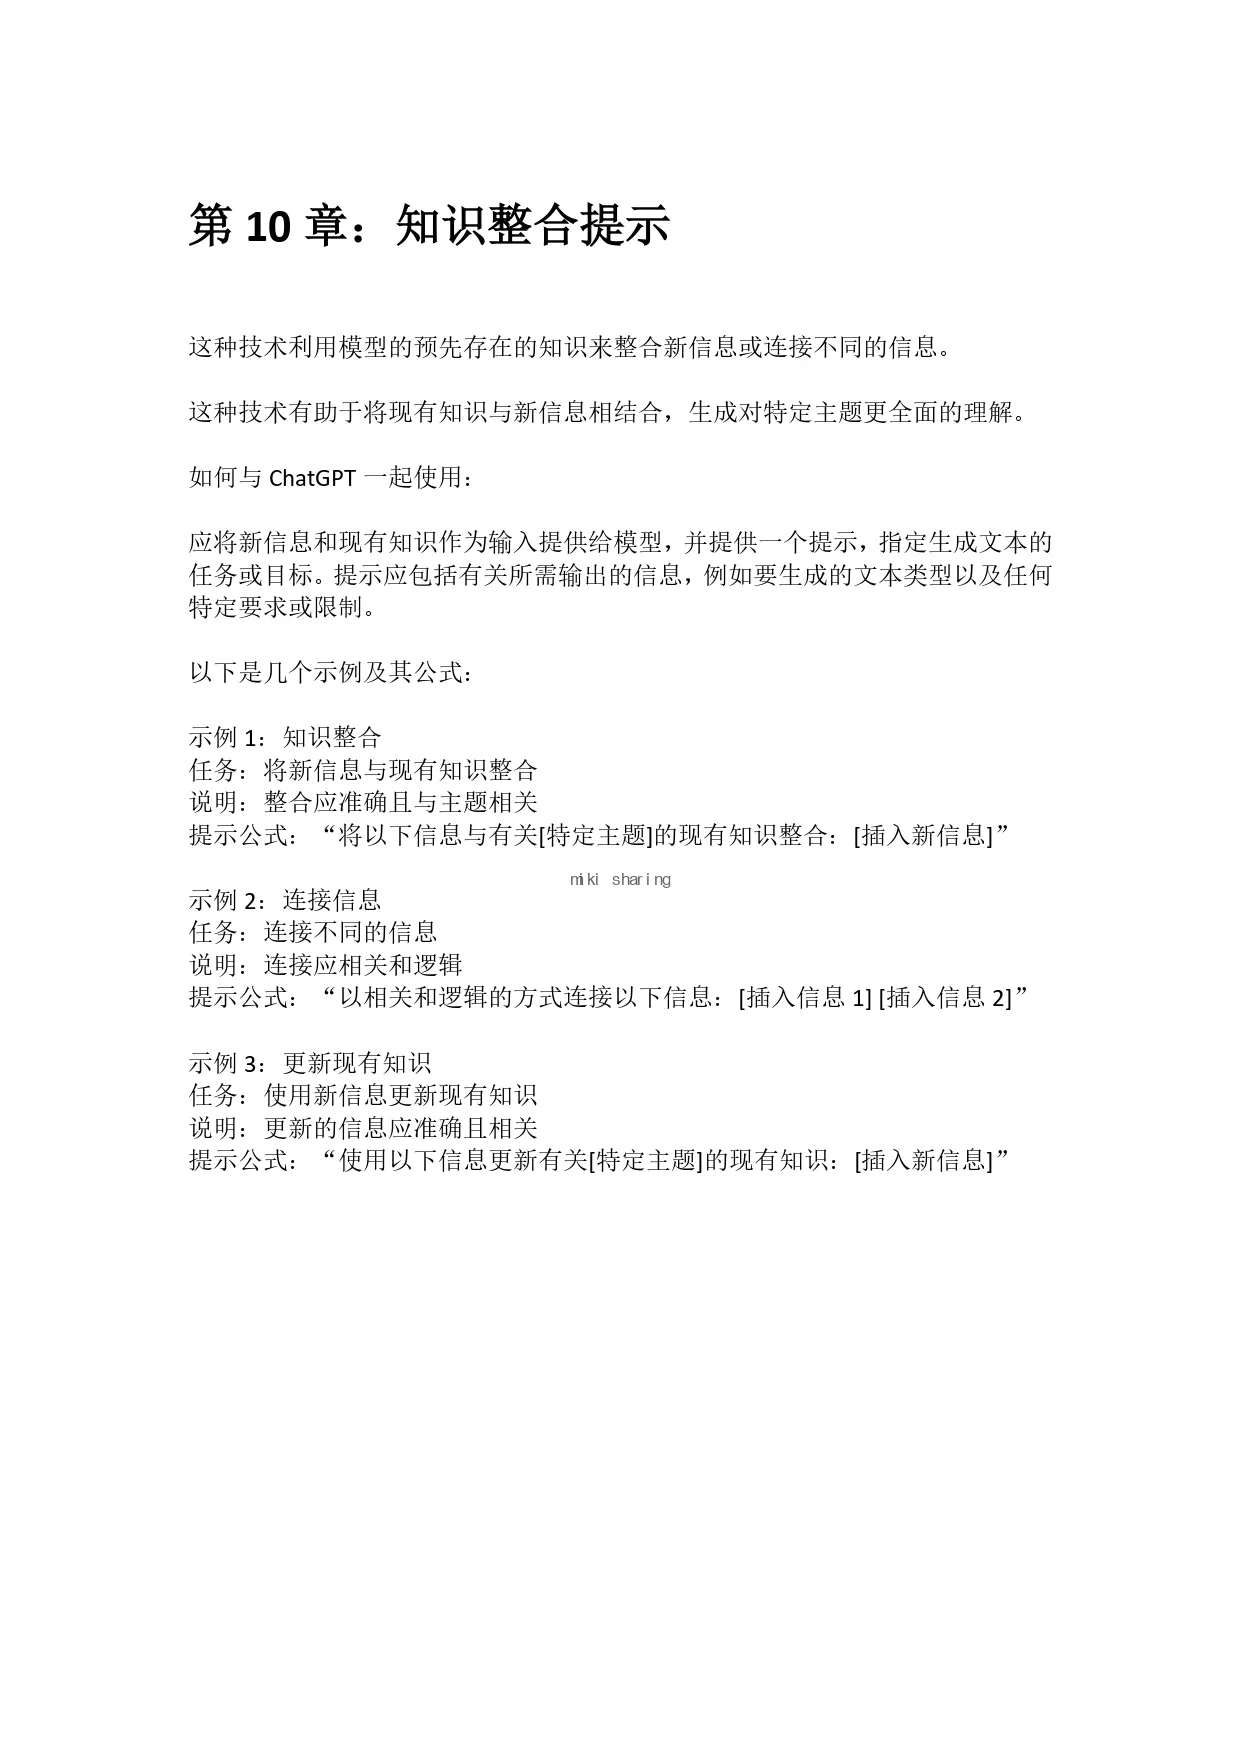 第 10 章：知识整合提示
这种技术利用模型的预先存在的知识来整合新信息或连接不同的信息。
这种技术有助于将现有知识与新信息相结合，生成对特定主题更全面的理解。
如何与 ChatGPT 一起使用：
应将新信息和现有知识作为输入提供给模型，并提供一个提示，指定生成文本的
任务或目标。提示应包括有关所需输出的信息，例如要生成的文本类型以及任何
特定要求或限制。
以下是几个示例及其公式：
示例 1：知识整合
任务：将新信息与现有知识整合
说明：整合应准确且与主题相关
提示公式：“将以下信息与有关[特定主题]的现有知识整合：[插入新信息]”
miki sharing
示例 2：连接信息
任务：连接不同的信息
说明：连接应相关和逻辑
提示公式：“以相关和逻辑的方式连接以下信息：[插入信息 1] [插入信息 2]”
示例 3：更新现有知识
任务：使用新信息更新现有知识
说明：更新的信息应准确且相关
提示公式：“使用以下信息更新有关[特定主题]的现有知识：[插入新信息]”